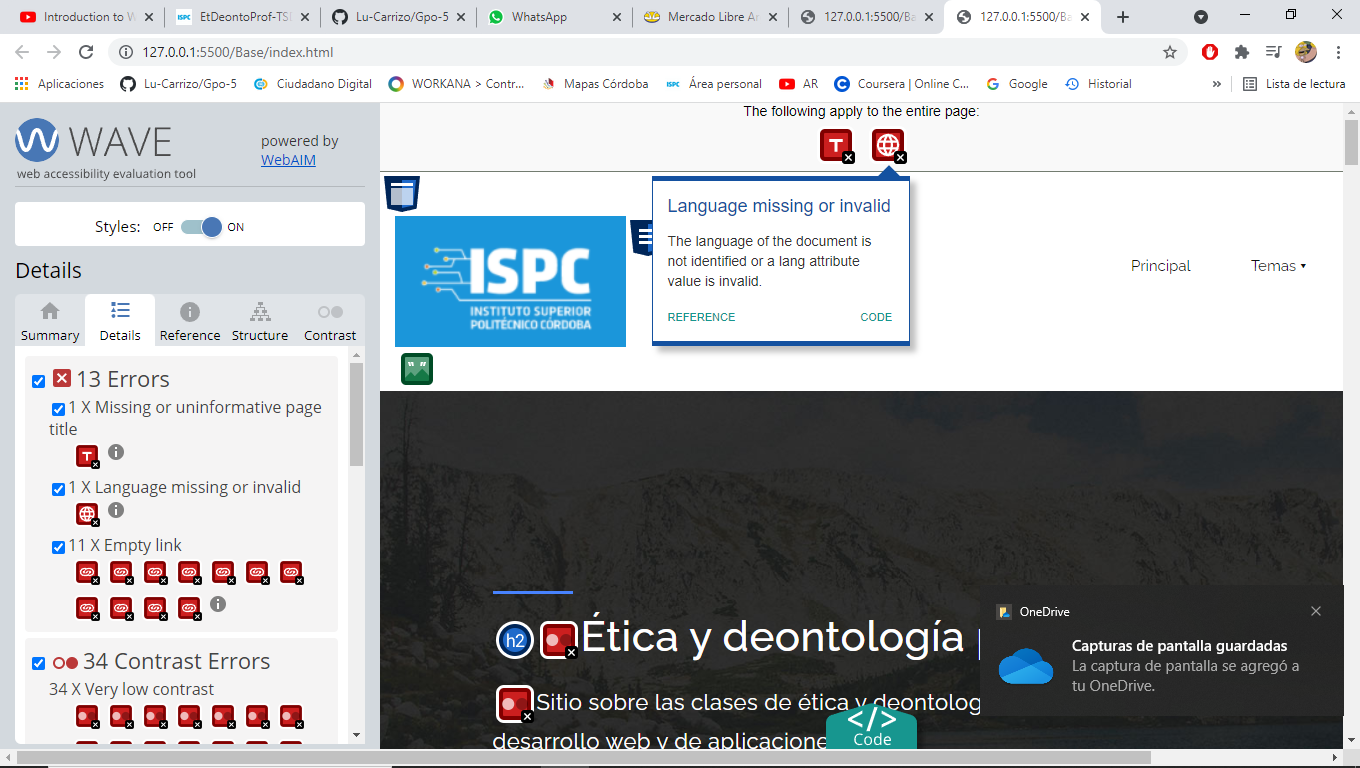 Introduction to W
EtDeontoProf-TSD
Lu-Carrizo/Gpo-5
WhatsApp
Mercado Libre Ar
127.0.0.1:5500/Ba
127.0.0.1:5500/Ba
127.0.0.1:5500/Base/index.html
Aplicaciones
Lu-Carrizo/Gpo-5
Ciudadano Digital
WORKANA > Contr...
Mapas Córdoba
ISPC
Área personal
AR
Coursera | Online C...
Google
Historial
»
Lista de lectura
WAVE
web accessibility evaluation tool
powered by
WebAIM
Styles: OFF ON
Details
Summary
Details
Reference
Structure
Contrast
13 Errors
1 X Missing or uninformative page
title
1 X Language missing or invalid
11 X Empty link
34 Contrast Errors
34 X Very low contrast
The following apply to the entire page:
T
Language missing or invalid
The language of the document is
not identified or a lang attribute
value is invalid.
REFERENCE
CODE
ISPC
INSTITUTO SUPERIOR
POLITÉCNICO CÓRDOBA
Principal
Temas
h2
Ética y deontología
Sitio sobre las clases de ética y deontolog
desarrollo web y de aplicacione
</>
Code
OneDrive
Capturas de pantalla guardadas
La captura de pantalla se agregó a
tu OneDrive.